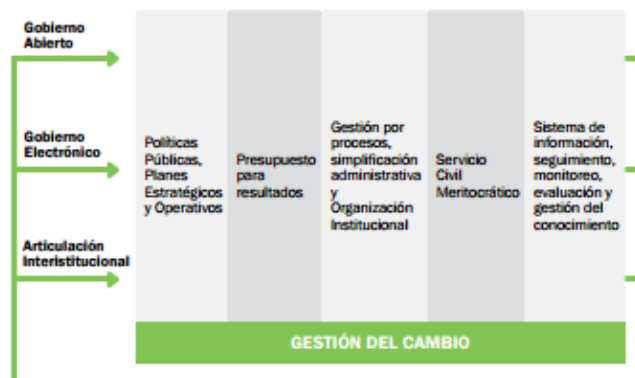 Gobierno
Abierto
Gobierno
Electrónico
Articulación
Interistitucional
Políticas
Públicas,
Planes
Estratégicos
y Operativos
Presupuesto
para
resultados
Gestión por
procesos,
simplificación
administrativa
y
Organización
Institucional
Servicio
Civil
Meritocrático
Sistema de
información,
seguimiento,
monitoreo,
evaluación y
gestión del
conocimiento
GESTIÓN DEL CAMBIO